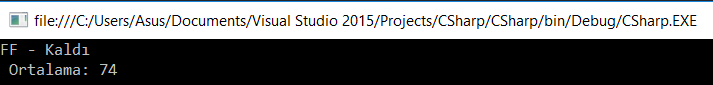 file:///C:/Users/Asus/Documents/Visual Studio 2015/Projects/CSharp/CSharp/bin/Debug/CSharp.EXE
FF - Kaldı
Ortalama: 74